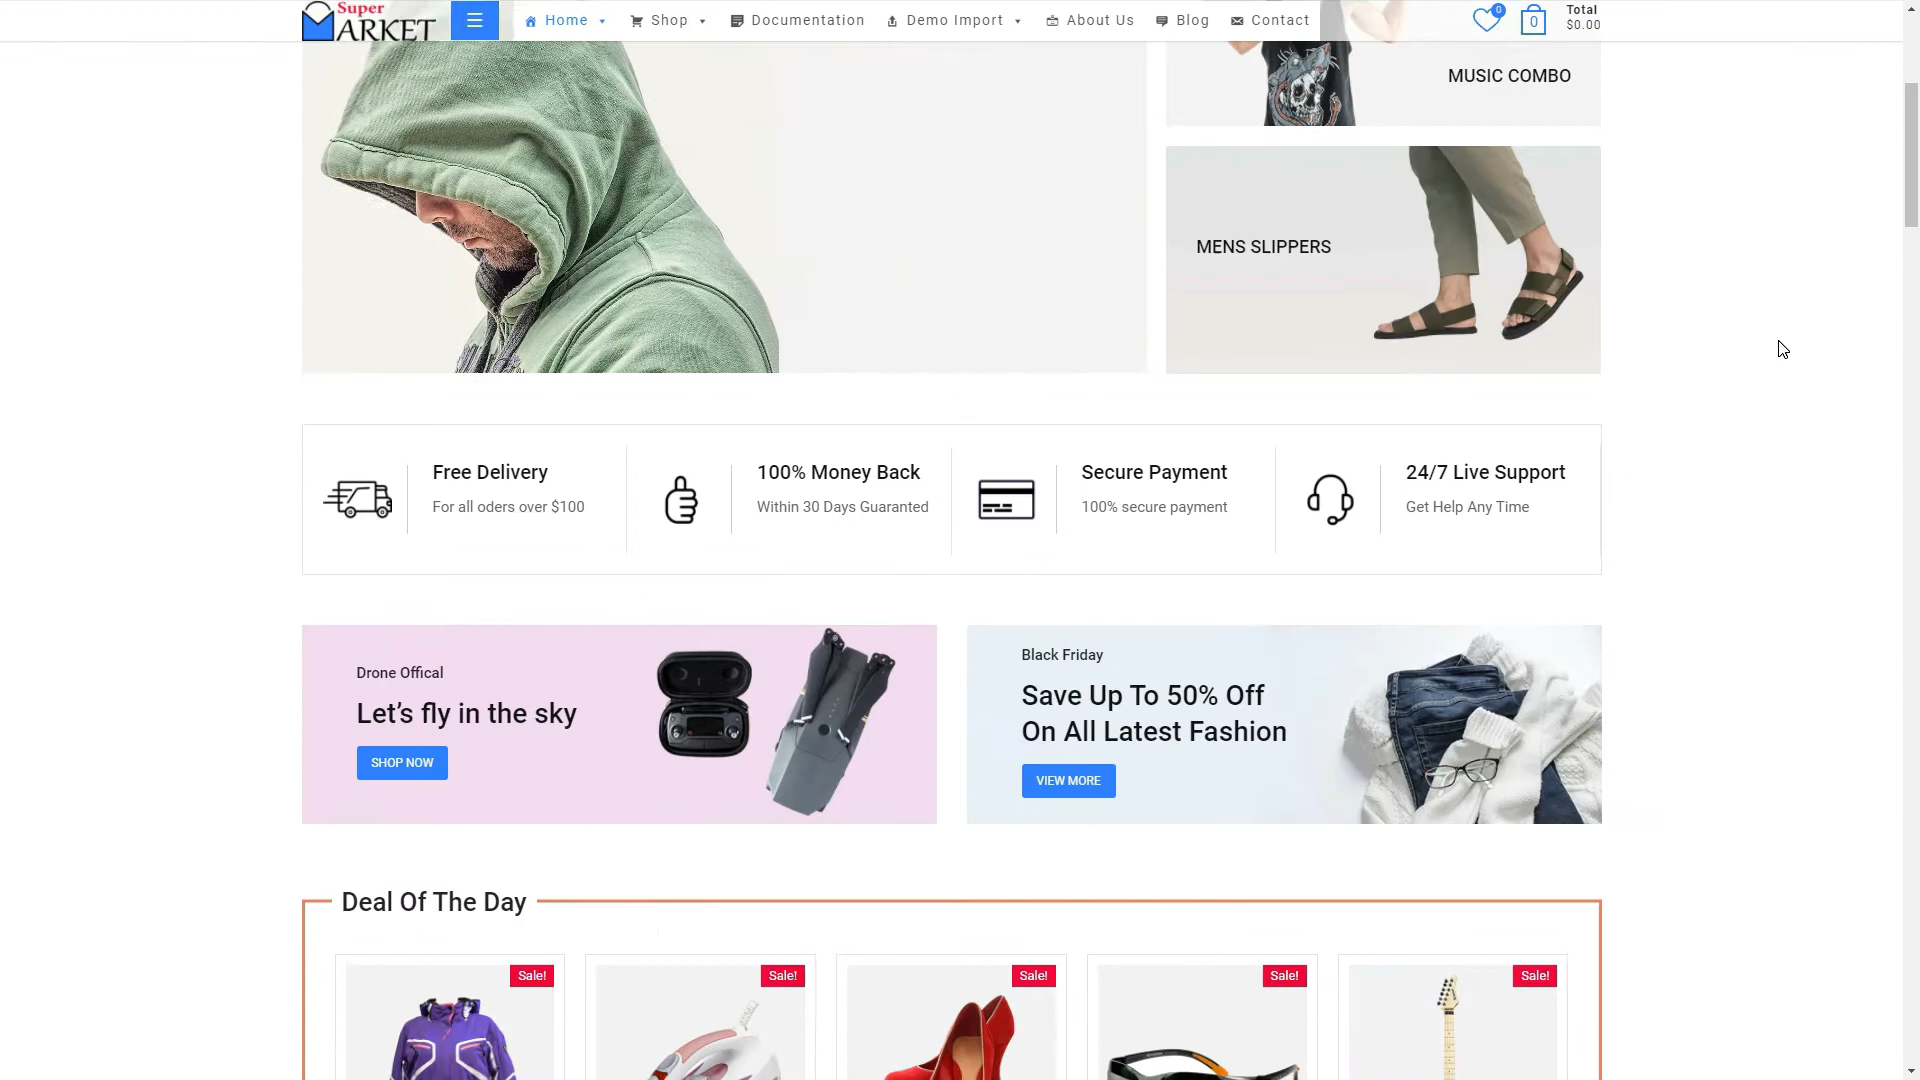 Super
MARKET
Home
Shop
Documentation
Demo Import
About Us
Blog
Contact
0
0
Total
$0.00
MUSIC COMBO
MENS SLIPPERS
Free Delivery
For all oders over $100
100% Money Back
Within 30 Days Guaranted
Secure Payment
100% secure payment
24/7 Live Support
Get Help Any Time
Drone Offical
Let’s fly in the sky
SHOP NOW
Black Friday
Save Up To 50% Off
On All Latest Fashion
VIEW MORE
Deal Of The Day
Sale!
Sale!
Sale!
Sale!
Sale!